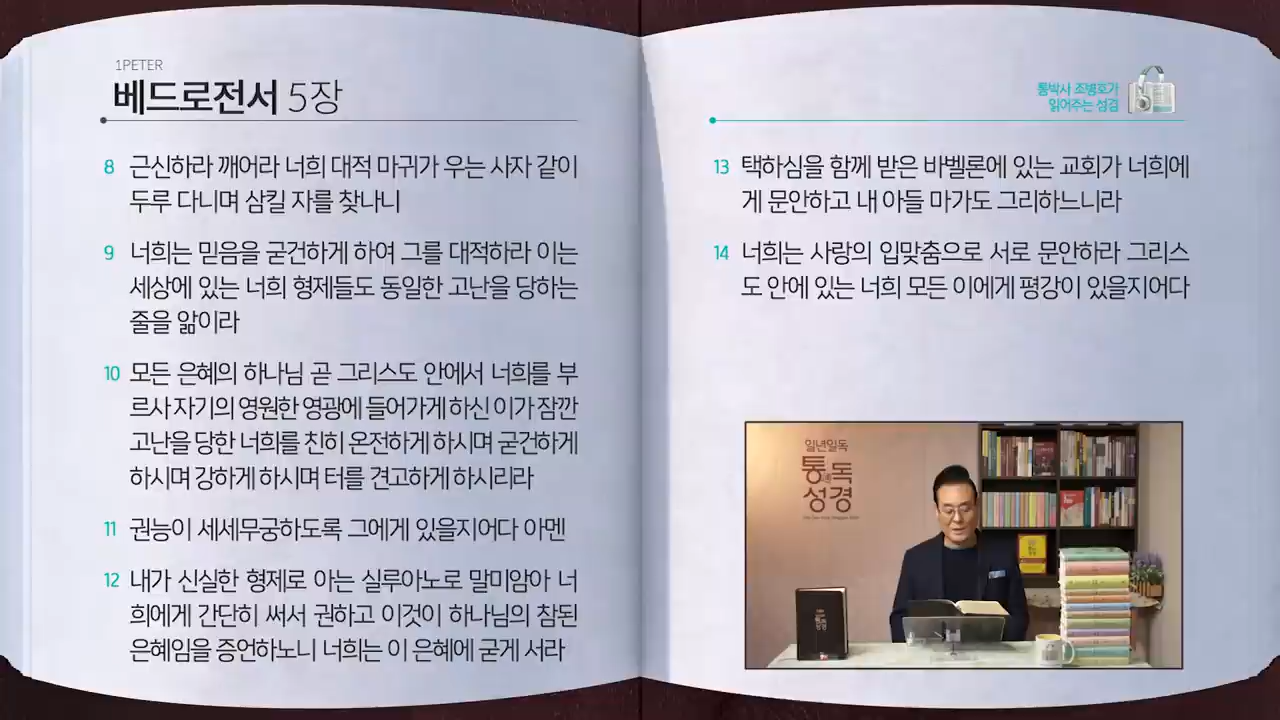 1PETER
베드로전서 5장
8 근신하라 깨어라 너희 대적 마귀가 우는 사자 같이
두루 다니며 삼킬 자를 찾나니
9 너희는 믿음을 굳건하게 하여 그를 대적하라 이는
세상에 있는 너희 형제들도 동일한 고난을 당하는
줄을 앎이라
10 모든 은혜의 하나님 곧 그리스도 안에서 너희를 부
르사 자기의 영원한 영광에 들어가게 하신 이가 잠깐
고난을 당한 너희를 친히 온전하게 하시며 굳건하게
하시며 강하게 하시며 터를 견고하게 하시리라
11 권능이 세세무궁하도록 그에게 있을지어다 아멘
12 내가 신실한 형제로 아는 실루아노로 말미암아 너
희에게 간단히 써서 권하고 이것이 하나님의 참된
은혜임을 증언하노니 너희는 이 은혜에 굳게 서라
통박사 조병호가
읽어주는 성경
13 택하심을 함께 받은 바벨론에 있는 교회가 너희에
게 문안하고 내 아들 마가도 그리하느니라
14 너희는 사랑의 입맞춤으로 서로 문안하라 그리스
도 안에 있는 너희 모든 이에게 평강이 있을지어다
일년일독
통독
성경